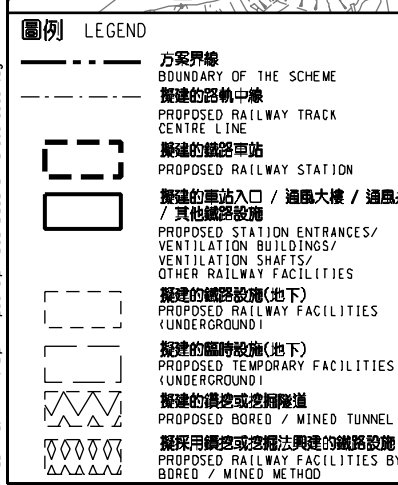 圖例 LEGEND
方案界線
BOUNDARY OF THE SCHEME
擬建的路軌中線
PROPOSED RAILWAY TRACK
CENTRE LINE
擬建的鐵路車站
PROPOSED RAILWAY STATION
擬建的車站入口 / 通風大樓 / 通風
/ 其他鐵路設施
PROPOSED STATION ENTRANCES/
VENTILATION BUILDINGS/
VENTILATION SHAFTS/
OTHER RAILWAY FACILITIES
擬建的鐵路設施(地下)
PROPOSED RAILWAY FACILITIES
(UNDERGROUND)
擬建的臨時設施(地下)
PROPOSED TEMPORARY FACILITIES
(UNDERGROUND)
擬建的鑽挖或挖掘隧道
PROPOSED BORED / MINED TUNNEL
擬採用鑽挖或挖掘法興建的鐵路設施
PROPOSED RAILWAY FACILITIES BY
BORED / MINED METHOD